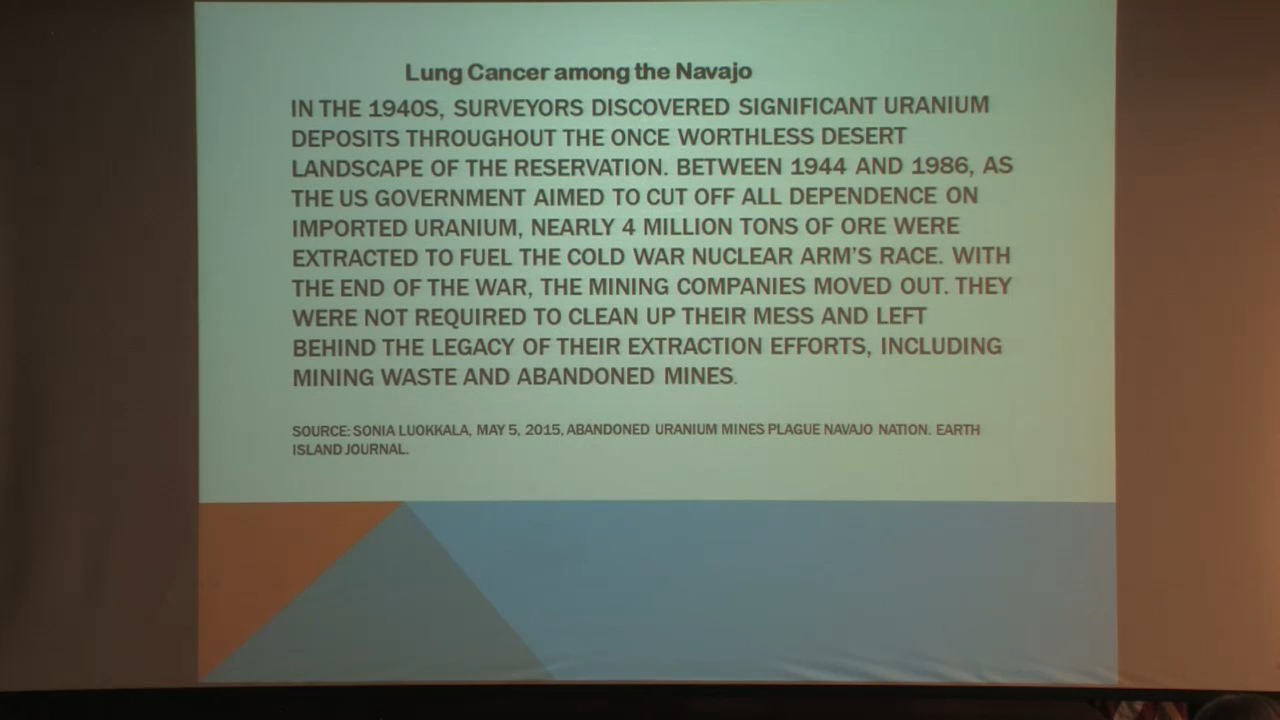 Lung Cancer among the Navajo
IN THE 1940S, SURVEYORS DISCOVERED SIGNIFICANT URANIUM
DEPOSITS THROUGHOUT THE ONCE WORTHLESS DESERT
LANDSCAPE OF THE RESERVATION. BETWEEN 1944 AND 1986, AS
THE US GOVERNMENT AIMED TO CUT OFF ALL DEPENDENCE ON
IMPORTED URANIUM, NEARLY 4 MILLION TONS OF ORE WERE
EXTRACTED TO FUEL THE COLD WAR NUCLEAR ARM'S RACE. WITH
THE END OF THE WAR, THE MINING COMPANIES MOVED OUT. THEY
WERE NOT REQUIRED TO CLEAN UP THEIR MESS AND LEFT
BEHIND THE LEGACY OF THEIR EXTRACTION EFFORTS, INCLUDING
MINING WASTE AND ABANDONED MINES.
SOURCE: SONIA LUOKKALA, MAY 5, 2015, ABANDONED URANIUM MINES PLAGUE NAVAJO NATION. EARTH
ISLAND JOURNAL.